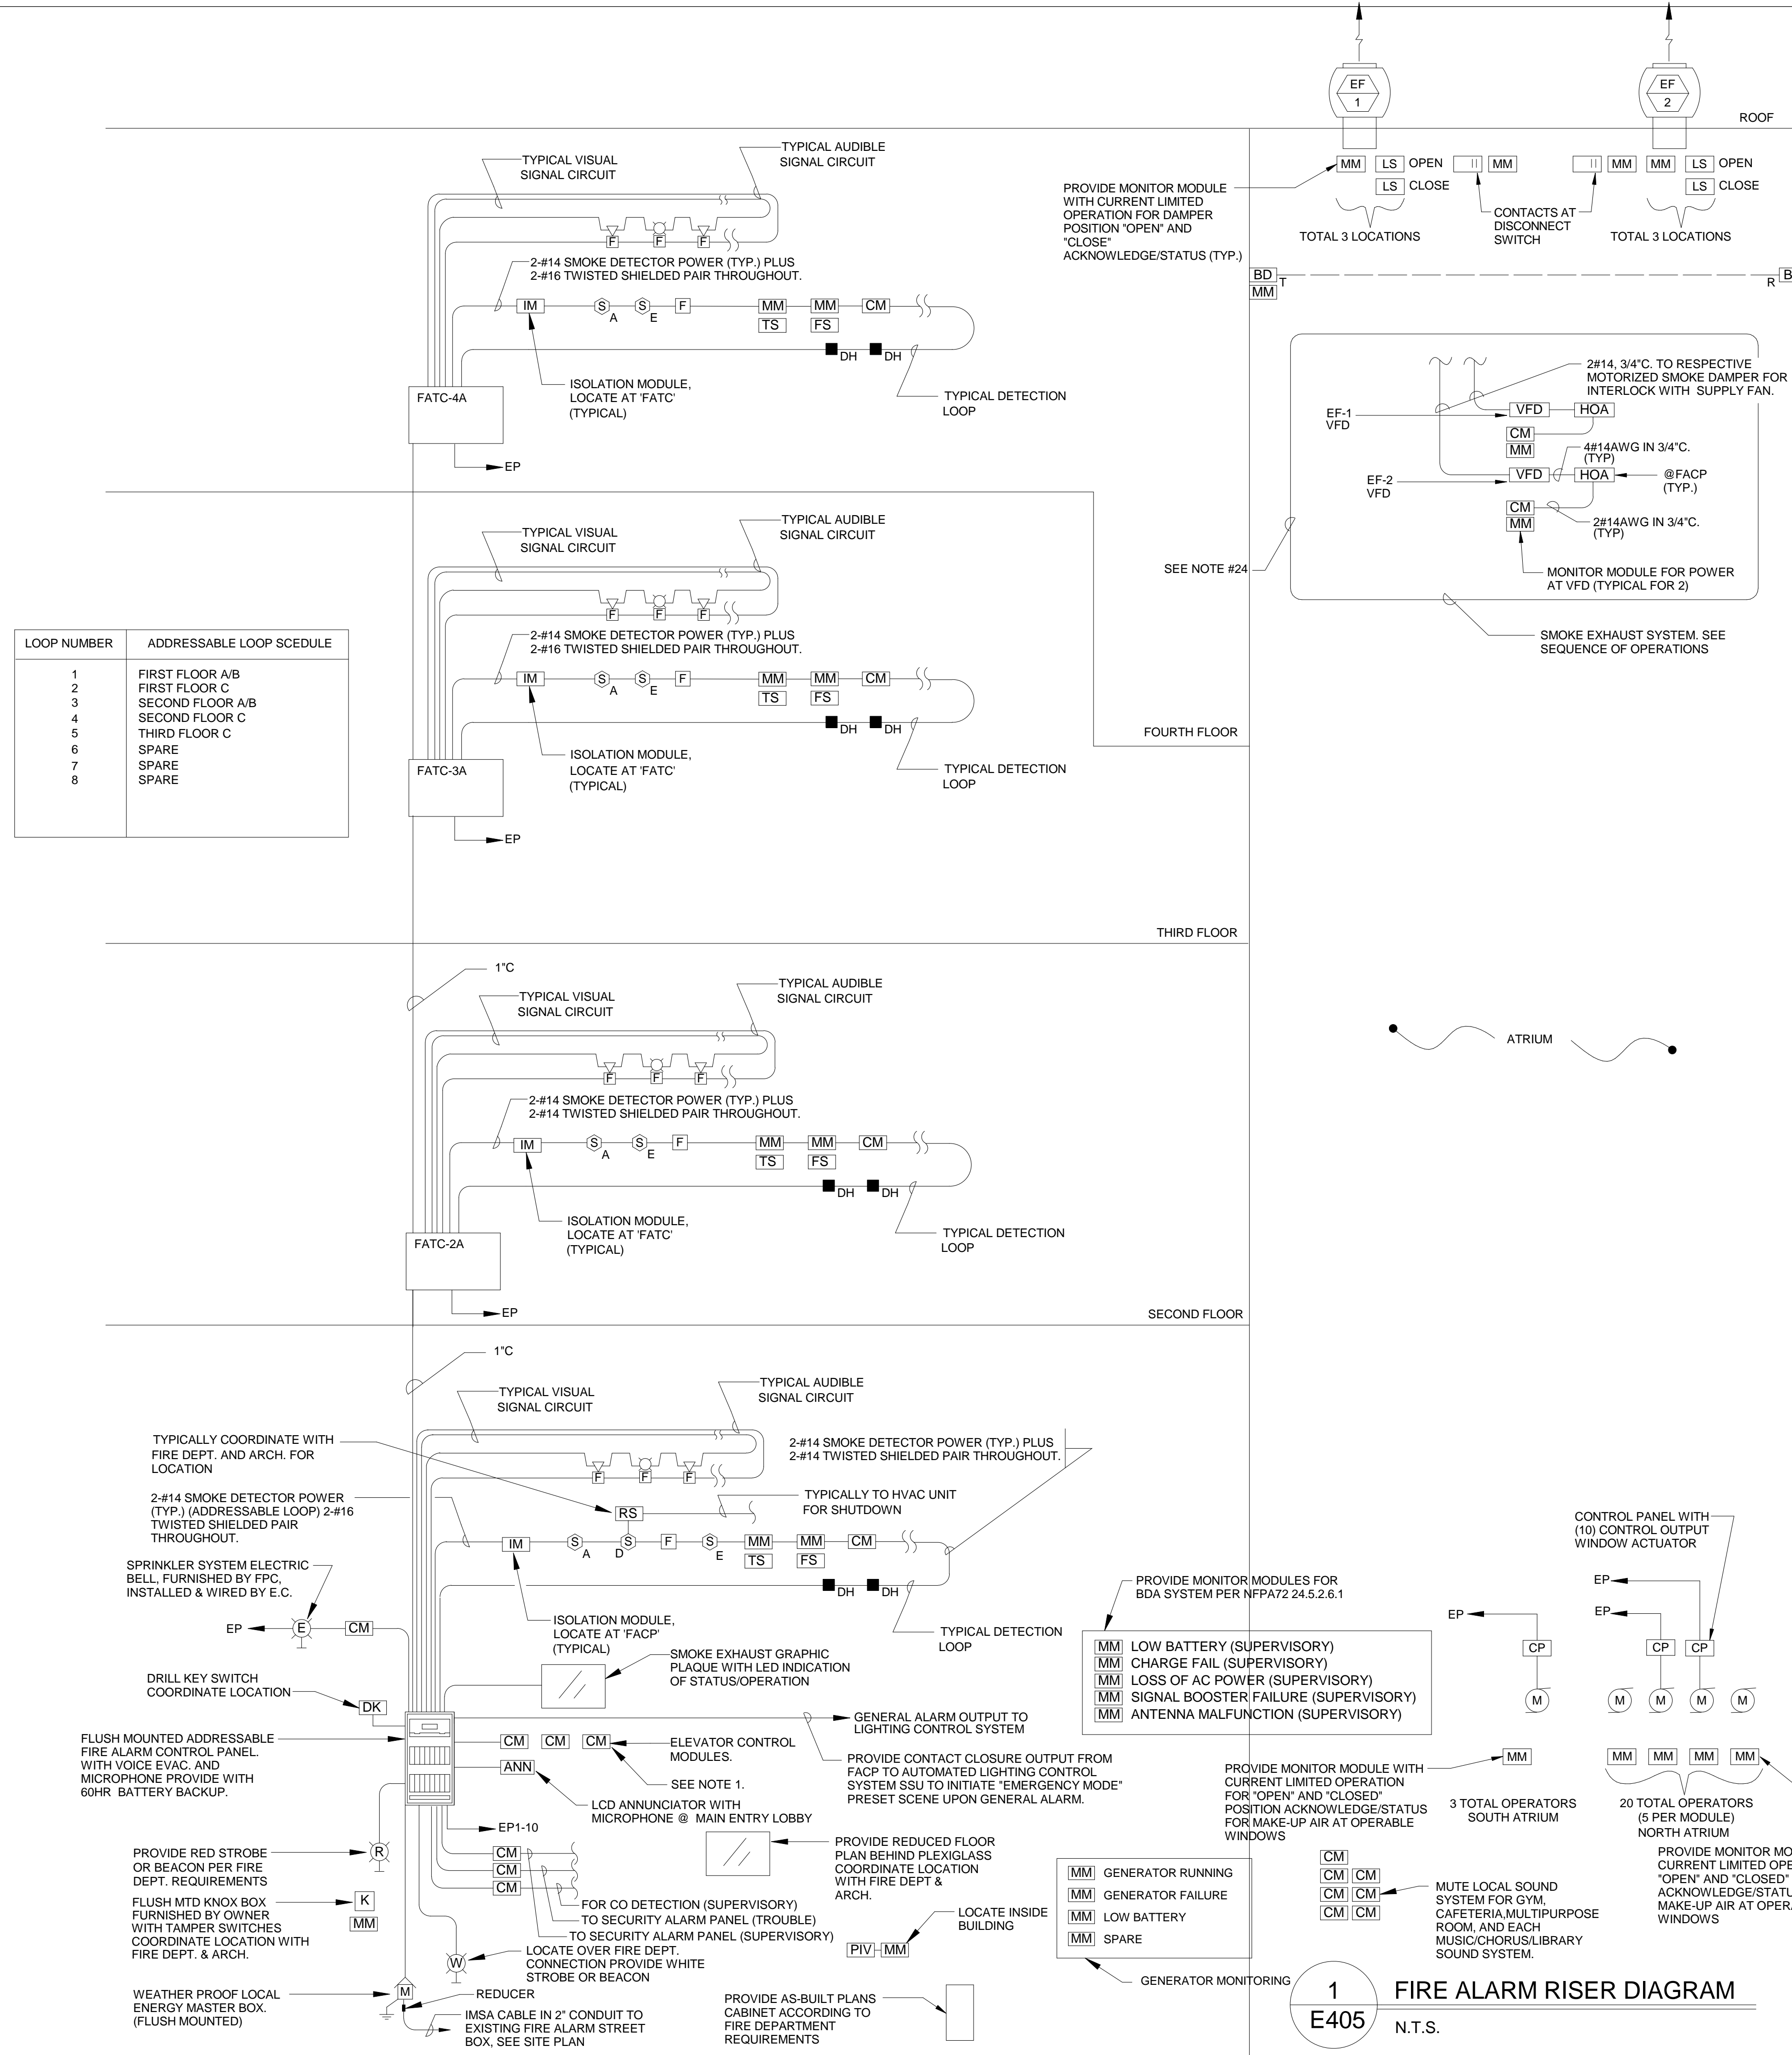 EF
1
EF
2
ROOF
MM
LS
OPEN
LS
CLOSE
MM
MM
MM
LS
OPEN
LS
CLOSE
PROVIDE MONITOR MODULE
WITH CURRENT LIMITED
OPERATION FOR DAMPER
POSITION "OPEN" AND
"CLOSE"
ACKNOWLEDGE/STATUS (TYP.)
TOTAL 3 LOCATIONS
CONTACTS AT
DISCONNECT
SWITCH
TOTAL 3 LOCATIONS
BD
T
MM
R
B
TYPICAL VISUAL
SIGNAL CIRCUIT
TYPICAL AUDIBLE
SIGNAL CIRCUIT
F
F
F
2-#14 SMOKE DETECTOR POWER (TYP.) PLUS
2-#16 TWISTED SHIELDED PAIR THROUGHOUT.
IM
S
A
S
E
F
MM
MM
CM
TS
FS
DH
DH
FATC-4A
ISOLATION MODULE,
LOCATE AT 'FATC'
(TYPICAL)
TYPICAL DETECTION
LOOP
EP
2#14, 3/4"C. TO RESPECTIVE
MOTORIZED SMOKE DAMPER FOR
INTERLOCK WITH SUPPLY FAN.
EF-1
VFD
VFD
HOA
CM
MM
4#14AWG IN 3/4"C.
(TYP)
EF-2
VFD
VFD
HOA
@FACP
(TYP.)
CM
MM
2#14AWG IN 3/4"C.
(TYP)
MONITOR MODULE FOR POWER
AT VFD (TYPICAL FOR 2)
SEE NOTE #24
SMOKE EXHAUST SYSTEM. SEE
SEQUENCE OF OPERATIONS
TYPICAL VISUAL
SIGNAL CIRCUIT
TYPICAL AUDIBLE
SIGNAL CIRCUIT
F
F
F
2-#14 SMOKE DETECTOR POWER (TYP.) PLUS
2-#16 TWISTED SHIELDED PAIR THROUGHOUT.
IM
S
A
S
E
F
MM
MM
CM
TS
FS
DH
DH
FATC-3A
ISOLATION MODULE,
LOCATE AT 'FATC'
(TYPICAL)
TYPICAL DETECTION
LOOP
EP
FOURTH FLOOR
LOOP NUMBER
ADDRESSABLE LOOP SCEDULE
1 FIRST FLOOR A/B
2 FIRST FLOOR C
3 SECOND FLOOR A/B
4 SECOND FLOOR C
5 THIRD FLOOR C
6 SPARE
7 SPARE
8 SPARE
THIRD FLOOR
1"C
TYPICAL VISUAL
SIGNAL CIRCUIT
TYPICAL AUDIBLE
SIGNAL CIRCUIT
F
F
F
2-#14 SMOKE DETECTOR POWER (TYP.) PLUS
2-#14 TWISTED SHIELDED PAIR THROUGHOUT.
IM
S
A
S
E
F
MM
MM
CM
TS
FS
DH
DH
FATC-2A
ISOLATION MODULE,
LOCATE AT 'FATC'
(TYPICAL)
TYPICAL DETECTION
LOOP
EP
ATRIUM
SECOND FLOOR
1"C
TYPICAL VISUAL
SIGNAL CIRCUIT
TYPICAL AUDIBLE
SIGNAL CIRCUIT
TYPICALLY COORDINATE WITH
FIRE DEPT. AND ARCH. FOR
LOCATION
2-#14 SMOKE DETECTOR POWER (TYP.) PLUS
2-#14 TWISTED SHIELDED PAIR THROUGHOUT.
F
F
F
2-#14 SMOKE DETECTOR POWER
(TYP.) (ADDRESSABLE LOOP) 2-#16
TWISTED SHIELDED PAIR
THROUGHOUT.
RS
TYPICALLY TO HVAC UNIT
FOR SHUTDOWN
IM
S
A
S
D
F
S
E
MM
MM
CM
TS
FS
DH
DH
SPRINKLER SYSTEM ELECTRIC
BELL, FURNISHED BY FPC,
INSTALLED & WIRED BY E.C.
EP
E
CM
ISOLATION MODULE,
LOCATE AT 'FACP'
(TYPICAL)
TYPICAL DETECTION
LOOP
SMOKE EXHAUST GRAPHIC
PLAQUE WITH LED INDICATION
OF STATUS/OPERATION
DRILL KEY SWITCH
COORDINATE LOCATION
DK
GENERAL ALARM OUTPUT TO
LIGHTING CONTROL SYSTEM
FLUSH MOUNTED ADDRESSABLE
FIRE ALARM CONTROL PANEL.
WITH VOICE EVAC. AND
MICROPHONE PROVIDE WITH
60HR BATTERY BACKUP.
CM
CM
CM
ELEVATOR CONTROL
MODULES.
ANN
SEE NOTE 1.
PROVIDE CONTACT CLOSURE OUTPUT FROM
FACP TO AUTOMATED LIGHTING CONTROL
SYSTEM SSU TO INITIATE "EMERGENCY MODE"
PRESET SCENE UPON GENERAL ALARM.
LCD ANNUNCIATOR WITH
MICROPHONE @ MAIN ENTRY LOBBY
EP1-10
PROVIDE RED STROBE
OR BEACON PER FIRE
DEPT. REQUIREMENTS
R
CM
CM
CM
PROVIDE REDUCED FLOOR
PLAN BEHIND PLEXIGLASS
COORDINATE LOCATION
WITH FIRE DEPT &
ARCH.
FLUSH MTD KNOX BOX
FURNISHED BY OWNER
WITH TAMPER SWITCHES
COORDINATE LOCATION WITH
FIRE DEPT. & ARCH.
K
MM
FOR CO DETECTION (SUPERVISORY)
TO SECURITY ALARM PANEL (TROUBLE)
TO SECURITY ALARM PANEL (SUPERVISORY)
W
LOCATE OVER FIRE DEPT.
CONNECTION PROVIDE WHITE
STROBE OR BEACON
LOCATE INSIDE
BUILDING
PIV
MM
WEATHER PROOF LOCAL
ENERGY MASTER BOX.
(FLUSH MOUNTED)
M
REDUCER
IMSA CABLE IN 2" CONDUIT TO
EXISTING FIRE ALARM STREET
BOX, SEE SITE PLAN
PROVIDE AS-BUILT PLANS
CABINET ACCORDING TO
FIRE DEPARTMENT
REQUIREMENTS
PROVIDE MONITOR MODULES FOR
BDA SYSTEM PER NFPA72 24.5.2.6.1
MM LOW BATTERY (SUPERVISORY)
MM CHARGE FAIL (SUPERVISORY)
MM LOSS OF AC POWER (SUPERVISORY)
MM SIGNAL BOOSTER FAILURE (SUPERVISORY)
MM ANTENNA MALFUNCTION (SUPERVISORY)
MM GENERATOR RUNNING
MM GENERATOR FAILURE
MM LOW BATTERY
MM SPARE
GENERATOR MONITORING
CONTROL PANEL WITH
(10) CONTROL OUTPUT
WINDOW ACTUATOR
EP
EP
EP
CP
CP
CP
M
M
M
M
M
MM
MM
MM
MM
MM
PROVIDE MONITOR MODULE WITH
CURRENT LIMITED OPERATION
FOR "OPEN" AND "CLOSED"
POSITION ACKNOWLEDGE/STATUS
FOR MAKE-UP AIR AT OPERABLE
WINDOWS
3 TOTAL OPERATORS
SOUTH ATRIUM
20 TOTAL OPERATORS
(5 PER MODULE)
NORTH ATRIUM
CM
CM CM
CM CM
CM CM
MUTE LOCAL SOUND
SYSTEM FOR GYM,
CAFETERIA,MULTIPURPOSE
ROOM, AND EACH
MUSIC/CHORUS/LIBRARY
SOUND SYSTEM.
PROVIDE MONITOR MO
CURRENT LIMITED OPE
"OPEN" AND "CLOSED"
ACKNOWLEDGE/STATU
MAKE-UP AIR AT OPERA
WINDOWS
1
E405
FIRE ALARM RISER DIAGRAM
N.T.S.